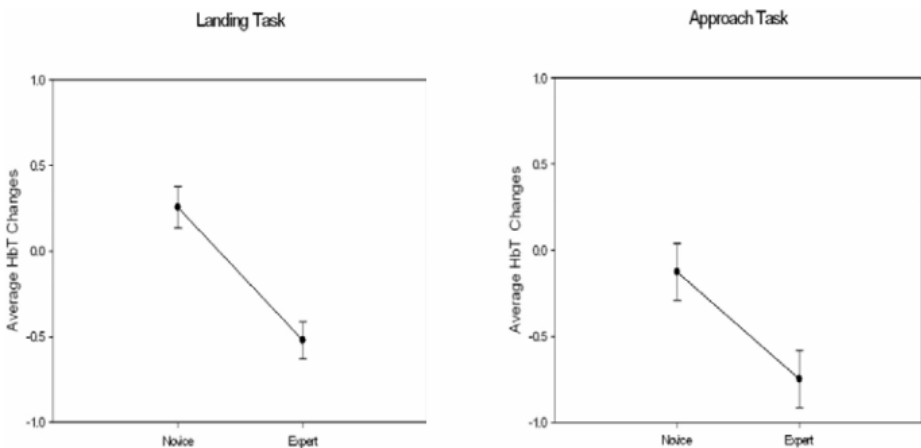 Landing Task
Average HbT Changes
1.0
0.5
0.0
-0.5
-1.0
Novice
Expert
Approach Task
Average HbT Changes
1.0
0.5
0.0
-0.5
-1.0
Novice
Expert